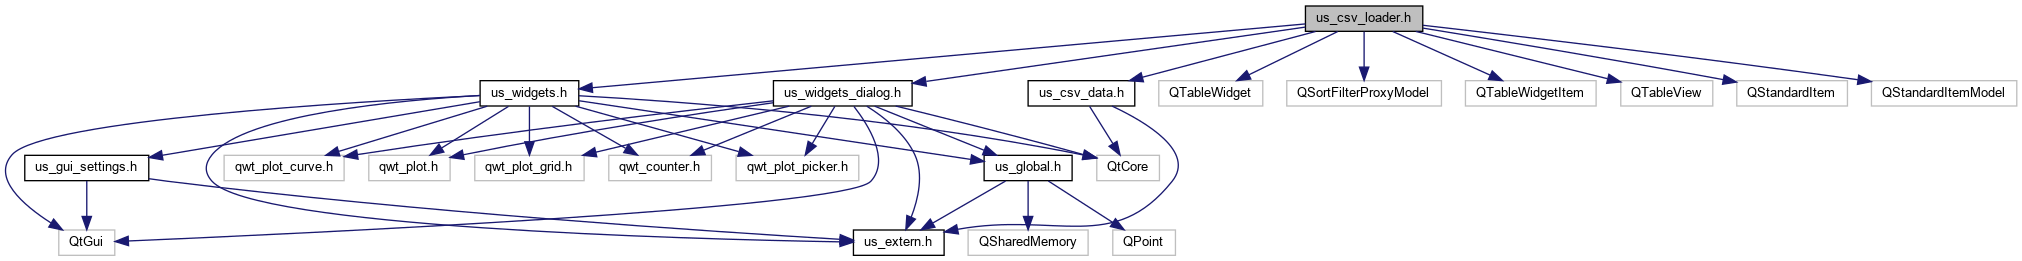 us_csv_loader.h
us_widgets.h
us_widgets_dialog.h
us_csv_data.h
QTableWidget
QSortFilterProxyModel
QTableWidgetItem
QTableView
QStandardItem
QStandardItemModel
us_gui_settings.h
qwt_plot_curve.h
qwt_plot.h
qwt_plot_grid.h
qwt_counter.h
qwt_plot_picker.h
us_global.h
QtCore
QtGui
us_extern.h
QSharedMemory
QPoint